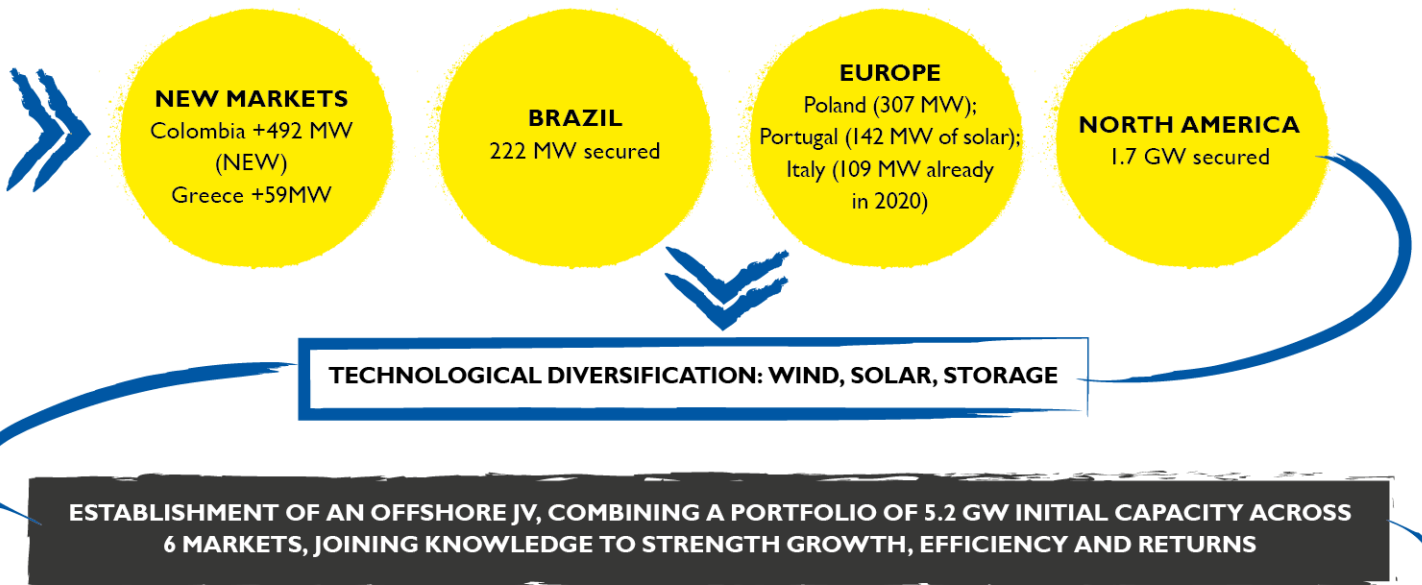 NEW MARKETS
Colombia +492 MW
(NEW)
Greece +59MW
BRAZIL
222 MW secured
EUROPE
Poland (307 MW);
Portugal (142 MW of solar);
Italy (109 MW already
in 2020)
NORTH AMERICA
1.7 GW secured
TECHNOLOGICAL DIVERSIFICATION: WIND, SOLAR, STORAGE
ESTABLISHMENT OF AN OFFSHORE JV, COMBINING A PORTFOLIO OF 5.2 GW INITIAL CAPACITY ACROSS
6 MARKETS, JOINING KNOWLEDGE TO STRENGTH GROWTH, EFFICIENCY AND RETURNS